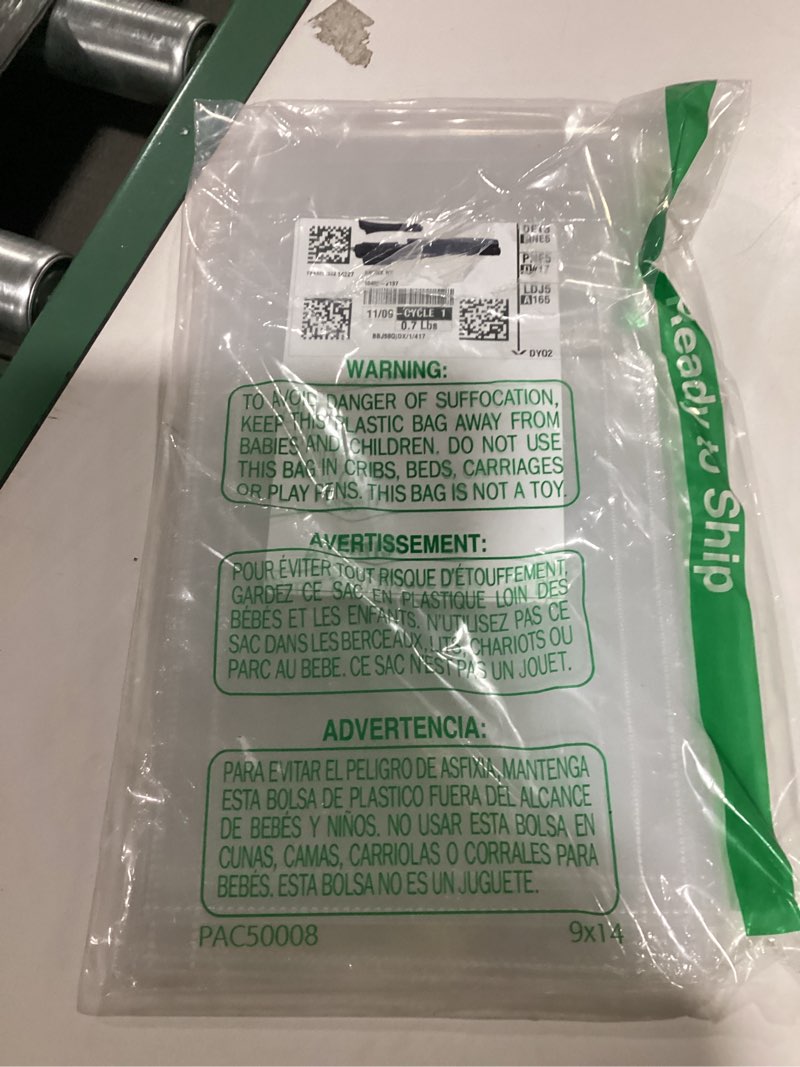 11/09 CYCLE 1
0.7 Lbs
LDJ5
A165
DY02
Ready to Ship
WARNING:
TO AVOID DANGER OF SUFFOCATION,
KEEP THIS PLASTIC BAG AWAY FROM
BABIES AND CHILDREN. DO NOT USE
THIS BAG IN CRIBS, BEDS, CARRIAGES
OR PLAY PENS. THIS BAG IS NOT A TOY.
AVERTISSEMENT:
POUR ÉVITER TOUT RISQUE D'ÉTOUFFEMENT,
GARDEZ CE SAC EN PLASTIQUE LOIN DES
BÉBÉS ET LES ENFANTS. N'UTILISEZ PAS CE
SAC DANS LES BERCEAUX, LITS, CHARIOTS OU
PARC AU BEBE. CE SAC N'EST PAS UN JOUET.
ADVERTENCIA:
PARA EVITAR EL PELIGRO DE ASFIXIA, MANTENGA
ESTA BOLSA DE PLASTICO FUERA DEL ALCANCE
DE BEBÉS Y NIÑOS. NO USAR ESTA BOLSA EN
CUNAS, CAMAS, CARRIOLAS O CORRALES PARA
BEBÉS. ESTA BOLSA NO ES UN JUGUETE.
PAC50008 9x14